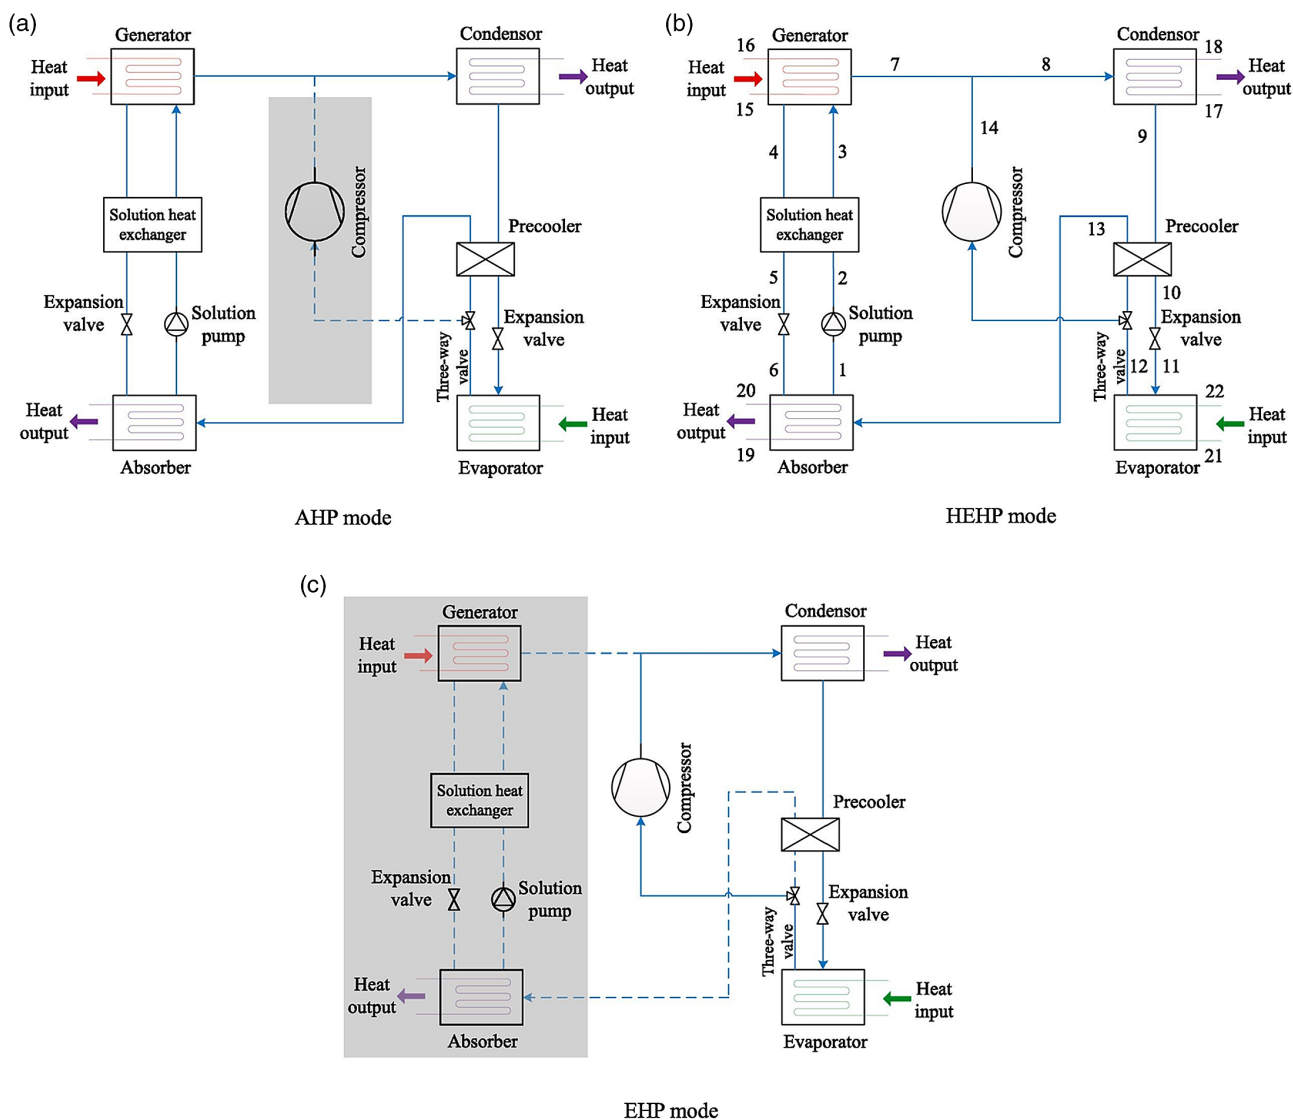 (a)
Generator
Condensor
Heat
input
Heat
output
Compressor
Solution heat
exchanger
Precooler
Expansion
valve
Solution
pump
Expansion
valve
Three-way
valve
Heat
output
Heat
input
Absorber
Evaporator
AHP mode
(b)
Generator
Condensor
16
18
Heat
input
7
8
Heat
output
15
17
14
9
4
3
Compressor
Solution heat
exchanger
Precooler
13
5
2
10
Expansion
valve
Solution
pump
Expansion
valve
Three-way
valve
6
1
12
11
20
22
Heat
output
Heat
input
19
21
Absorber
Evaporator
HEHP mode
(c)
Generator
Condensor
Heat
input
Heat
output
Compressor
Solution heat
exchanger
Precooler
Expansion
valve
Solution
pump
Expansion
valve
Three-way
valve
Heat
output
Heat
input
Absorber
Evaporator
EHP mode